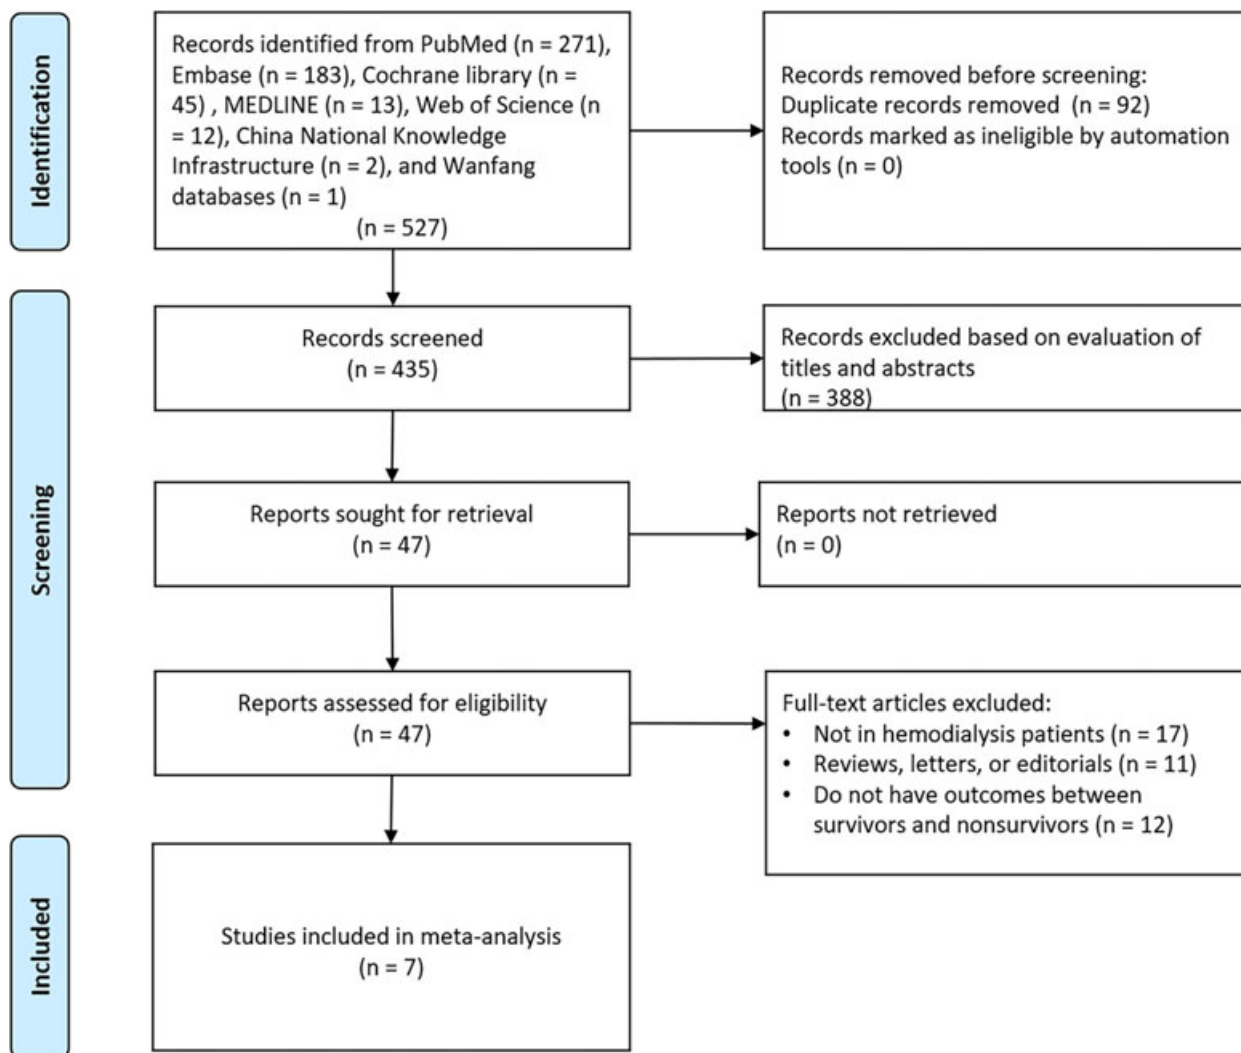 Identification
Records identified from PubMed (n = 271),
Embase (n = 183), Cochrane library (n =
45) , MEDLINE (n = 13), Web of Science (n
= 12), China National Knowledge
Infrastructure (n = 2), and Wanfang
databases (n = 1)
(n = 527)
Records removed before screening:
Duplicate records removed (n = 92)
Records marked as ineligible by automation
tools (n = 0)
Screening
Records screened
(n = 435)
Records excluded based on evaluation of
titles and abstracts
(n = 388)
Reports sought for retrieval
(n = 47)
Reports not retrieved
(n = 0)
Reports assessed for eligibility
(n = 47)
Full-text articles excluded:
• Not in hemodialysis patients (n = 17)
• Reviews, letters, or editorials (n = 11)
• Do not have outcomes between
survivors and nonsurvivors (n = 12)
Included
Studies included in meta-analysis
(n = 7)